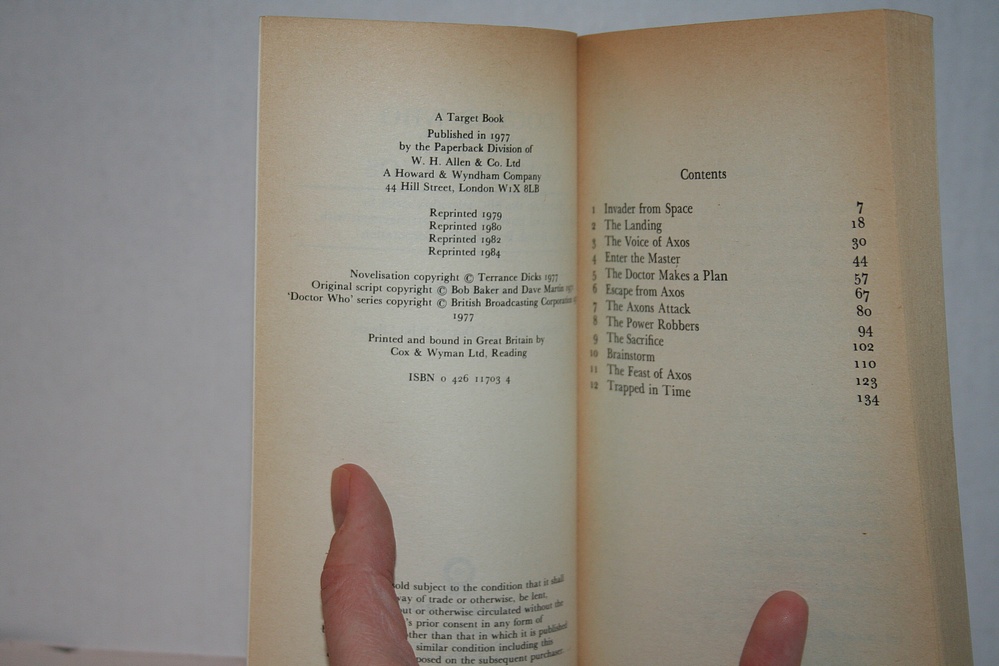 A Target Book
Published in 1977
by the Paperback Division of
W. H. Allen & Co. Ltd
A Howard & Wyndham Company
44 Hill Street, London W1X 8LB
Reprinted 1979
Reprinted 1980
Reprinted 1982
Reprinted 1984
Novelisation copyright © Terrance Dicks 1977
Original script copyright © Bob Baker and Dave Martin 1971
'Doctor Who' series copyright © British Broadcasting Corporation
1977
Printed and bound in Great Britain by
Cox & Wyman Ltd, Reading
ISBN 0 426 11703 4
sold subject to the condition that it shall
way of trade or otherwise, be lent,
out or otherwise circulated without the
's prior consent in any form of
other than that in which it is published
similar condition including this
posed on the subsequent purchaser.
Contents
1 Invader from Space 7
2 The Landing 18
3 The Voice of Axos 30
4 Enter the Master 44
5 The Doctor Makes a Plan 57
6 Escape from Axos 67
7 The Axons Attack 80
8 The Power Robbers 94
9 The Sacrifice 102
10 Brainstorm 110
11 The Feast of Axos 123
12 Trapped in Time 134